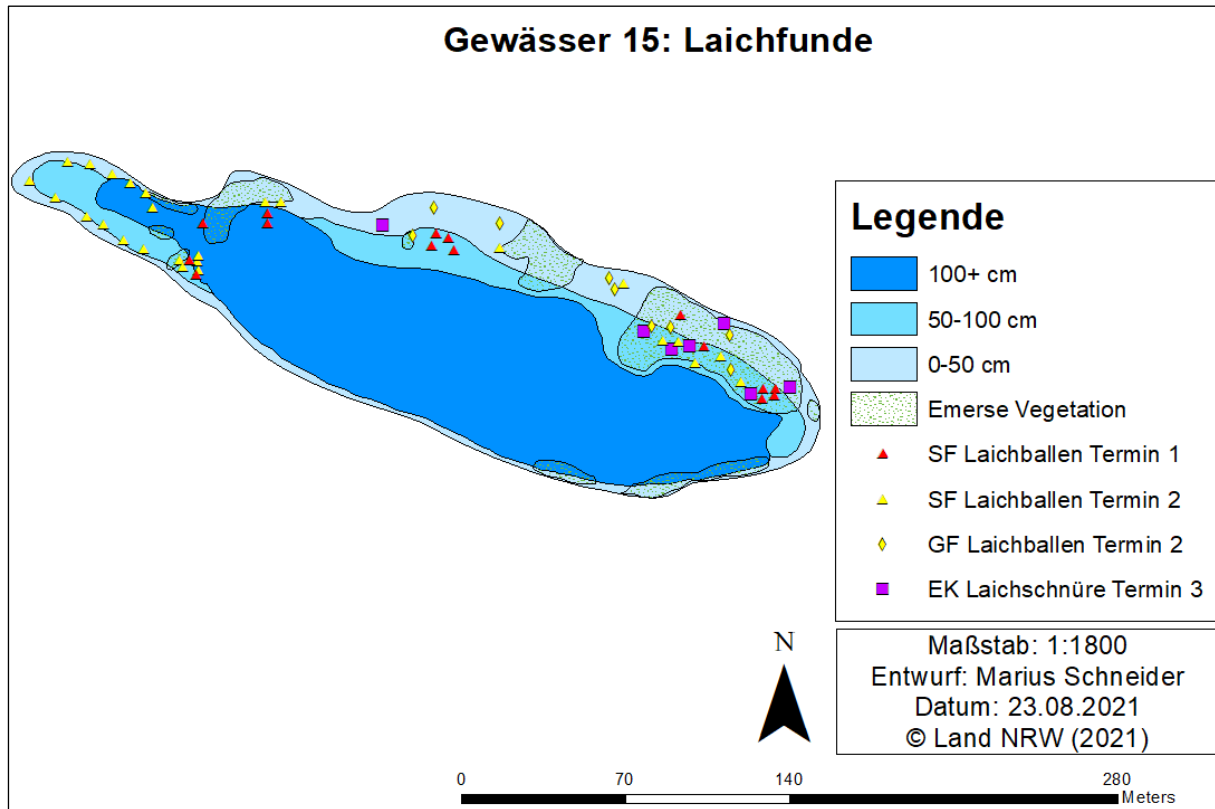 Gewässer 15: Laichfunde
Legende
100+ cm
50-100 cm
0-50 cm
Emerse Vegetation
SF Laichballen Termin 1
SF Laichballen Termin 2
GF Laichballen Termin 2
EK Laichschnüre Termin 3
N
Maßstab: 1:1800
Entwurf: Marius Schneider
Datum: 23.08.2021
© Land NRW (2021)
0 70 140 280
Meters